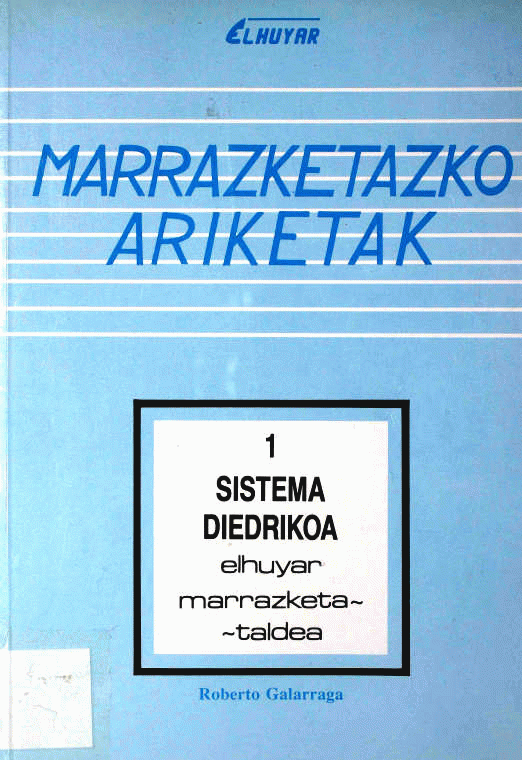 ELHUYAR
MARRAZKETAZKO
ARIKETAK
1
SISTEMA
DIEDRIKOA
elhuyar
marrazketa~
~taldea
Roberto Galarraga